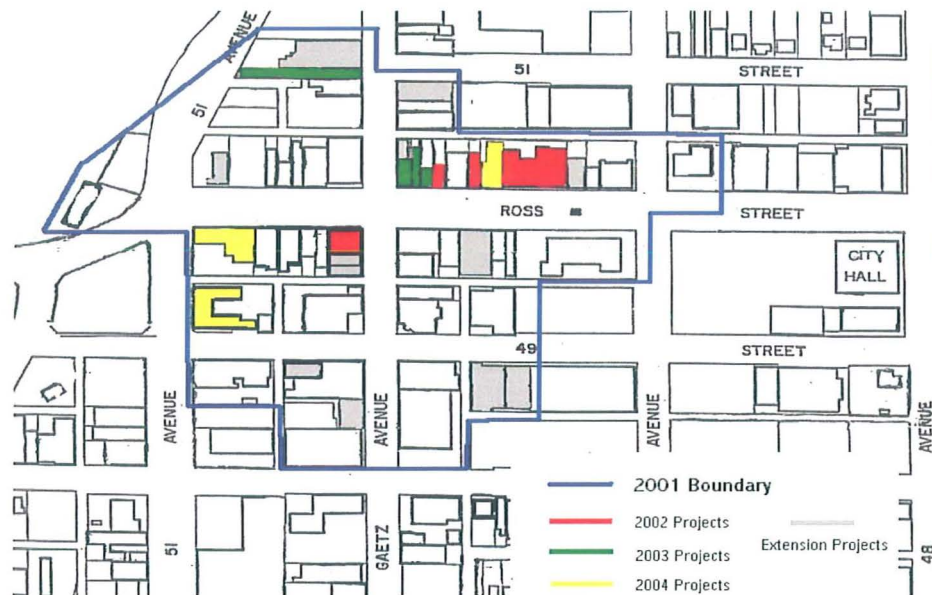 AVENUE
51
51 STREET
ROSS STREET
CITY
HALL
49 STREET
AVENUE
AVENUE
AVENUE
AVENUE
51
GAETZ
48
2001 Boundary
2002 Projects
2003 Projects
2004 Projects
Extension Projects